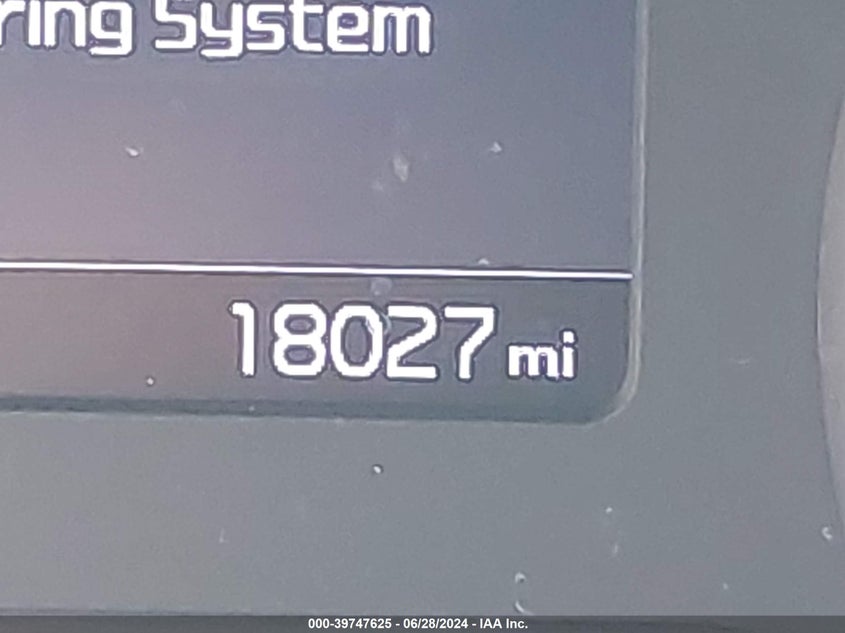 ring System
18027 mi
000-39747625 - 06/28/2024 - IAA Inc.